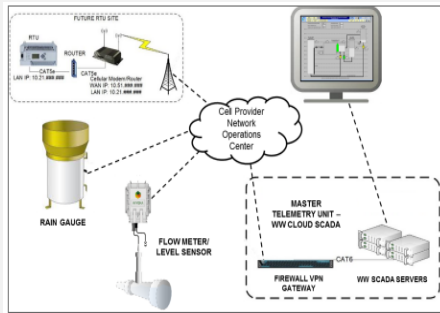 FUTURE RTU SITE
RTU
ROUTER
CAT5e
CAT5e
LAN IP: 10.21.###.###
Cellular Modem/Router
WAN IP: 10.51.###.###
LAN IP: 10.21.###.###
Cell Provider
Network
Operations
Center
RAIN GAUGE
FLOW METER/
LEVEL SENSOR
MASTER
TELEMETRY UNIT –
WW CLOUD SCADA
CAT6
FIREWALL VPN
GATEWAY
WW SCADA SERVERS